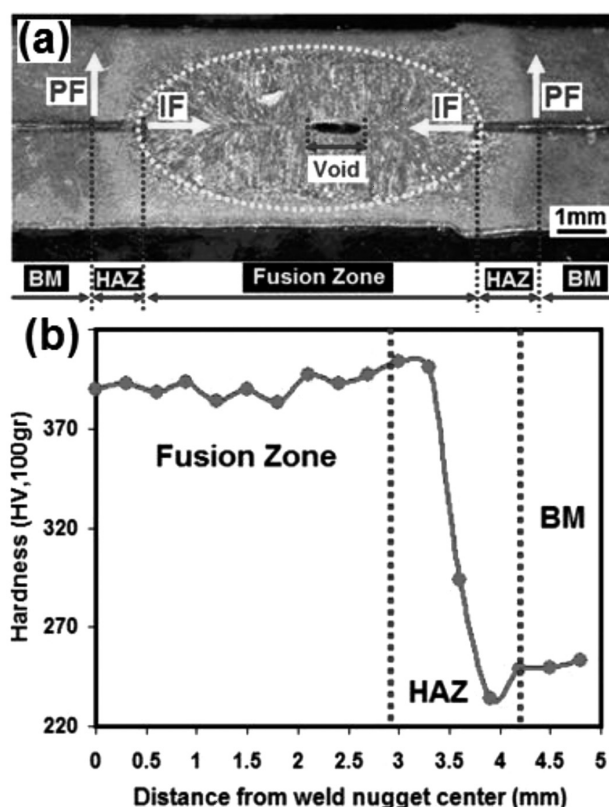 (a)
PF
PF
IF
IF
Void
1mm
BM
HAZ
Fusion Zone
HAZ
BM
(b)
Hardness (HV,100gr)
370
320
270
220
Fusion Zone
HAZ
BM
0
0.5
1
1.5
2
2.5
3
3.5
4
4.5
5
Distance from weld nugget center (mm)